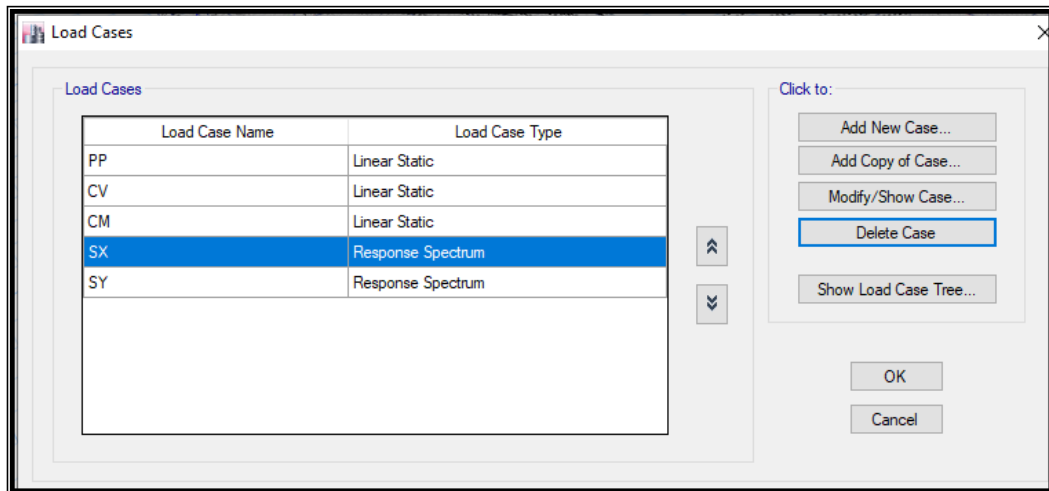 Load Cases
Load Cases
Load Case Name Load Case Type
PP Linear Static
CV Linear Static
CM Linear Static
SX Response Spectrum
SY Response Spectrum
Click to:
Add New Case...
Add Copy of Case...
Modify/Show Case...
Delete Case
Show Load Case Tree...
OK
Cancel